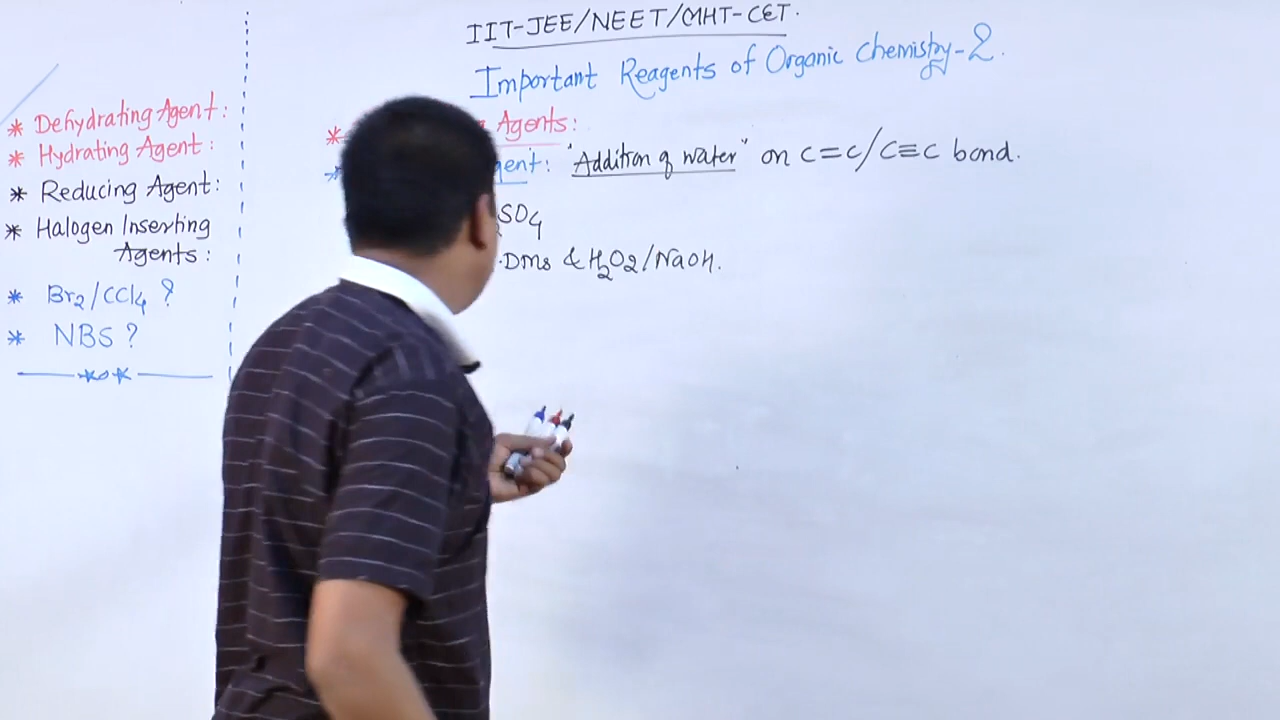 IIT-JEE/NEET/MHT-CET.
Important Reagents of Organic Chemistry-2.
* Dehydrating Agent:
* Hydrating Agent:
* Reducing Agent:
* Halogen Inserting
Agents:
* Br₂/CCl₄ ?
* NBS ?
* Agents:
* gent: "Addition of water" on C=C/C≡C bond.
SO₄
.DMS & H₂O₂/NaOH.